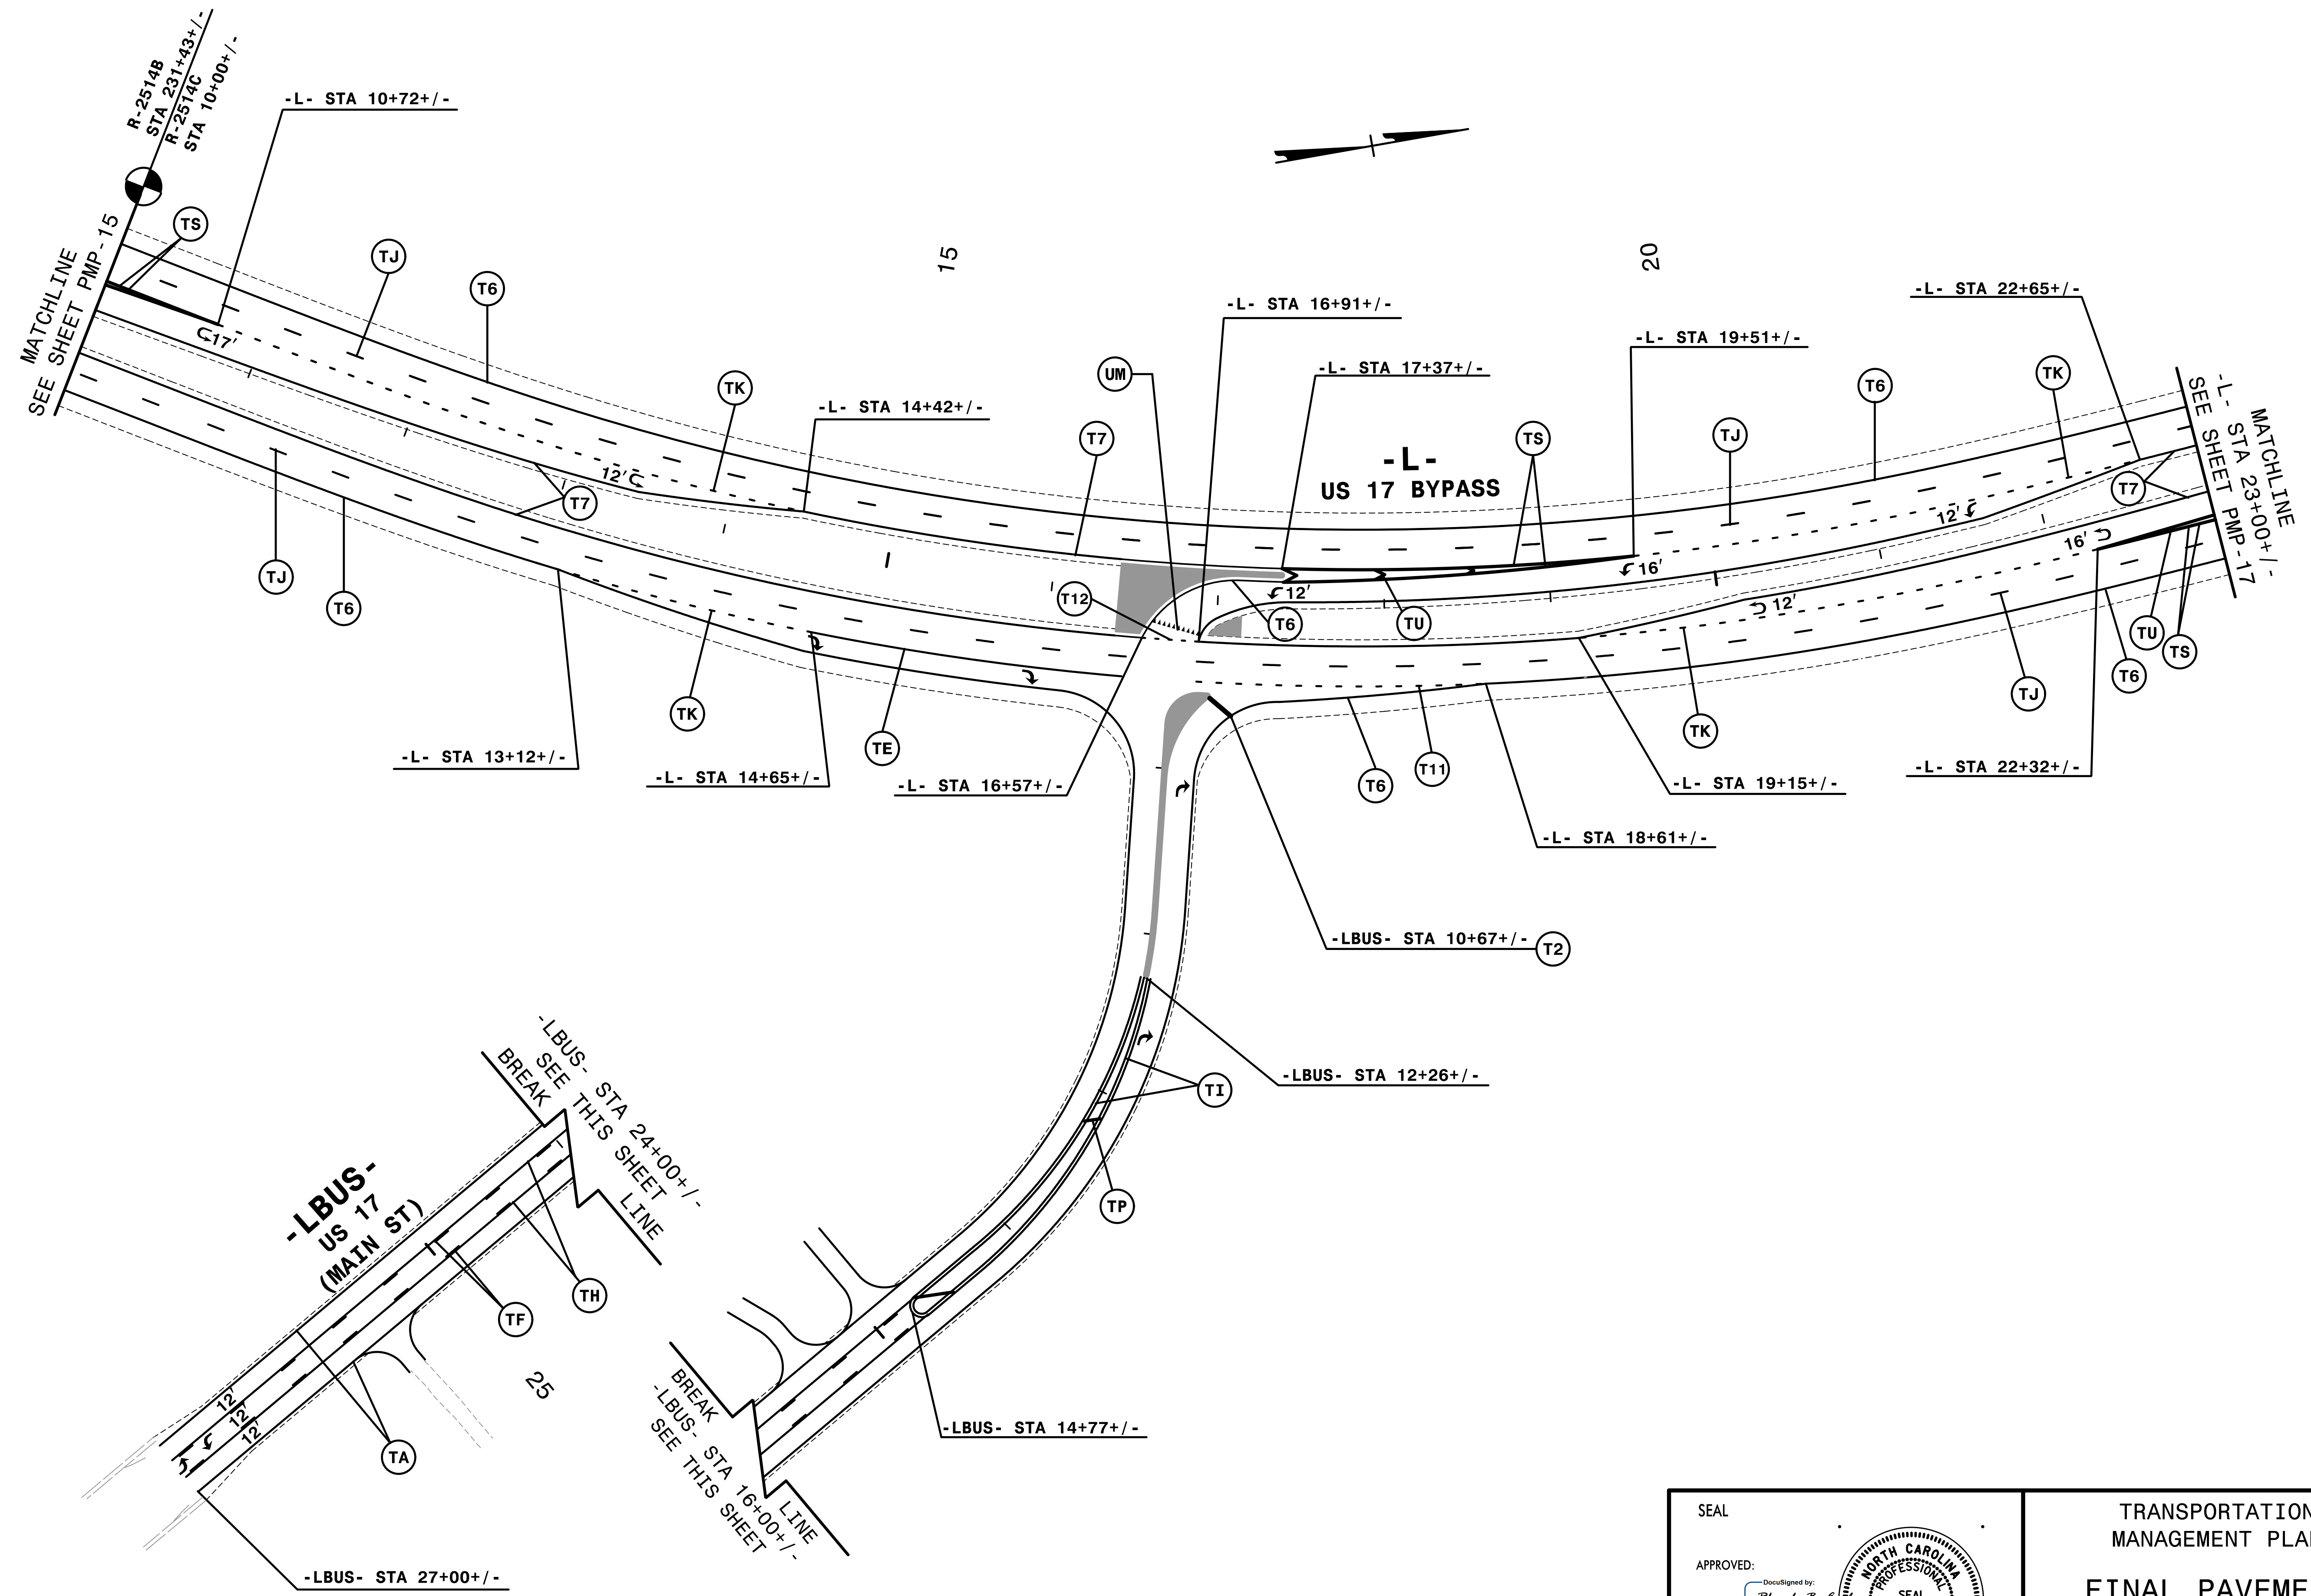 R-2514B
STA 231+43+/-
R-2514C
STA 10+00+/-
-L- STA 10+72+/-
MATCHLINE
SEE SHEET PMP-15
TS
TJ
T6
17'
15
20
-L- STA 16+91+/-
-L- STA 22+65+/-
-L- STA 19+51+/-
-L- STA 17+37+/-
UM
TK
TK
T6
-L- STA 14+42+/-
T7
TS
TJ
-L-
US 17 BYPASS
MATCHLINE
-L- STA 23+00+/-
SEE SHEET PMP-17
12'
T7
T7
12'
16'
16'
TJ
T6
T12
12'
T6
TU
12'
TU
TS
T6
TK
TE
TK
TJ
T6
T11
-L- STA 13+12+/-
-L- STA 14+65+/-
-L- STA 16+57+/-
-L- STA 19+15+/-
-L- STA 22+32+/-
-L- STA 18+61+/-
-LBUS- STA 10+67+/-
T2
-LBUS- STA 12+26+/-
TI
TP
BREAK
LINE
-LBUS- STA 24+00+/-
SEE THIS SHEET
-LBUS-
US 17
(MAIN ST)
TH
TF
TA
25
12'
12'
12'
BREAK
LINE
-LBUS- STA 16+00+/-
SEE THIS SHEET
-LBUS- STA 14+77+/-
-LBUS- STA 27+00+/-
SEAL
APPROVED:
DocuSigned by:
NORTH CAROLINA
PROFESSIONAL
SEAL
TRANSPORTATION
MANAGEMENT PLAN
FINAL PAVEME